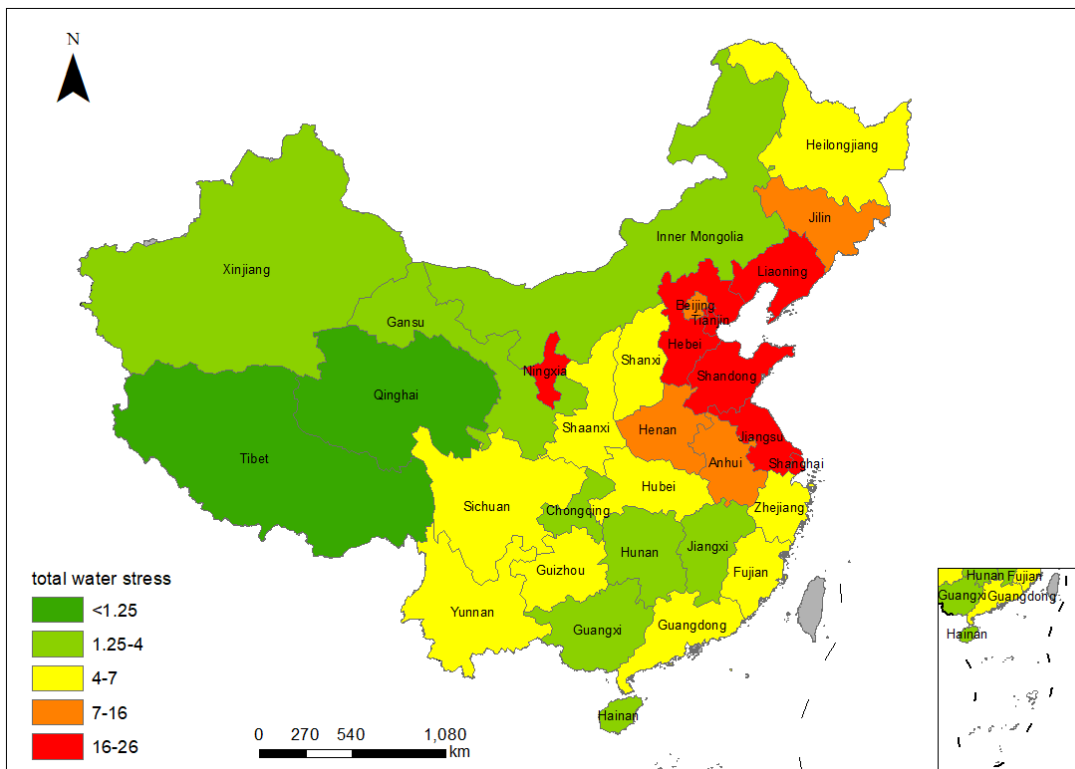 N
Heilongjiang
Jilin
Inner Mongolia
Liaoning
Xinjiang
Beijing
Tianjin
Gansu
Hebei
Shanxi
Ningxia
Shandong
Qinghai
Shaanxi
Henan
Jiangsu
Tibet
Anhui
Shanghai
Hubei
Sichuan
Chongqing
Zhejiang
Hunan
Jiangxi
Guizhou
Fujian
Yunnan
Guangxi
Guangdong
Hainan
total water stress
<1.25
1.25-4
4-7
7-16
16-26
0 270 540 1,080
km
Hunan Fujian
Guangxi Guangdong
Hainan